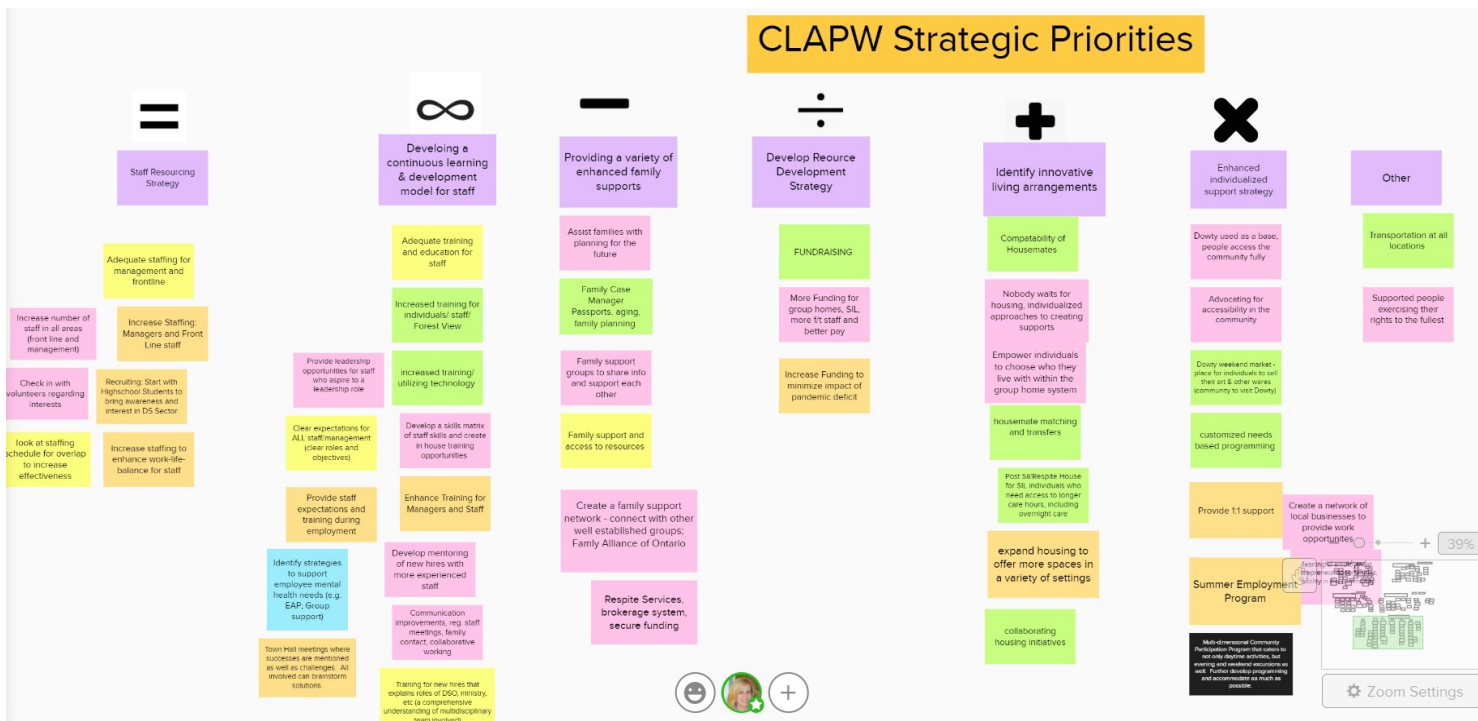 CLAPW Strategic Priorities
Staff Resourcing
Strategy
Adequate staffing for
management and
frontline
Increase number of
staff in all areas
(front line and
management)
Increase Staffing:
Managers and Front
Line staff
Check in with
volunteers regarding
interests
Recruiting: Start with
Highschool Students to
bring awareness and
interest in DS Sector
look at staffing
schedule for overlap
to increase
effectiveness
Increase staffing to
enhance work-life-
balance for staff
Develoing a
continuous learning
& development
model for staff
Adequate training
and education for
staff
Increased training for
individuals/ staff/
Forest View
Provide leadership
opportunities for staff
who aspire to a
leadership role
increased training/
utilizing technology
Clear expectations for
ALL staff/management
(clear roles and
objectives)
Develop a skills matrix
of staff skills and create
in house training
opportunities
Provide staff
expectations and
training during
employment
Enhance Training for
Managers and Staff
Identify strategies
to support
employee mental
health needs (e.g.
EAP; Group
support)
Develop mentoring
of new hires with
more experienced
staff
Communication
improvements, reg. staff
meetings, family
contact, collaborative
working
Town Hall meetings where
successes are mentioned
as well as challenges. All
involved can brainstorm
solutions.
Training for new hires that
explains roles of DSO, ministry,
etc (a comprehensive
understanding of multidisciplinary
team involved)
Providing a variety of
enhanced family
supports
Assist families with
planning for the
future
Family Case
Manager
Passports, aging,
family planning
Family support
groups to share info
and support each
other
Family support and
access to resources
Create a family support
network - connect with other
well established groups;
Famly Alliance of Ontario
Respite Services,
brokerage system,
secure funding
Develop Reource
Development
Strategy
FUNDRAISING
More Funding for
group homes, SIL,
more f/t staff and
better pay
Increase Funding to
minimize impact of
pandemic deficit
Identify innovative
living arrangements
Compatability of
Housemates
Nobody waits for
housing, individualized
approaches to creating
supports
Empower individuals
to choose who they
live with within the
group home system
housemate matching
and transfers
Post Sil/Respite House
for SIL individuals who
need access to longer
care hours, including
overnight care
expand housing to
offer more spaces in
a variety of settings
collaborating
housing initiatives
Enhanced
individualized
support strategy
Dowty used as a base,
people access the
community fully
Advocating for
accessibility in the
community
Dowty weekend market -
place for individuals to sell
their art & other wares
(community to visit Dowty)
customized needs
based programming
Provide 1:1 support
Create a network of
local businesses to
provide work
opportunites
Summer Employment
Program
Multi-dimensional Community
Participation Program that caters to
not only daytime activities, but
evening and weekend excursions as
well. Further develop programming
and accommodate as much as
possible.
Other
Transportation at all
locations
Supported people
exercising their
rights to the fullest
39%
Zoom Settings